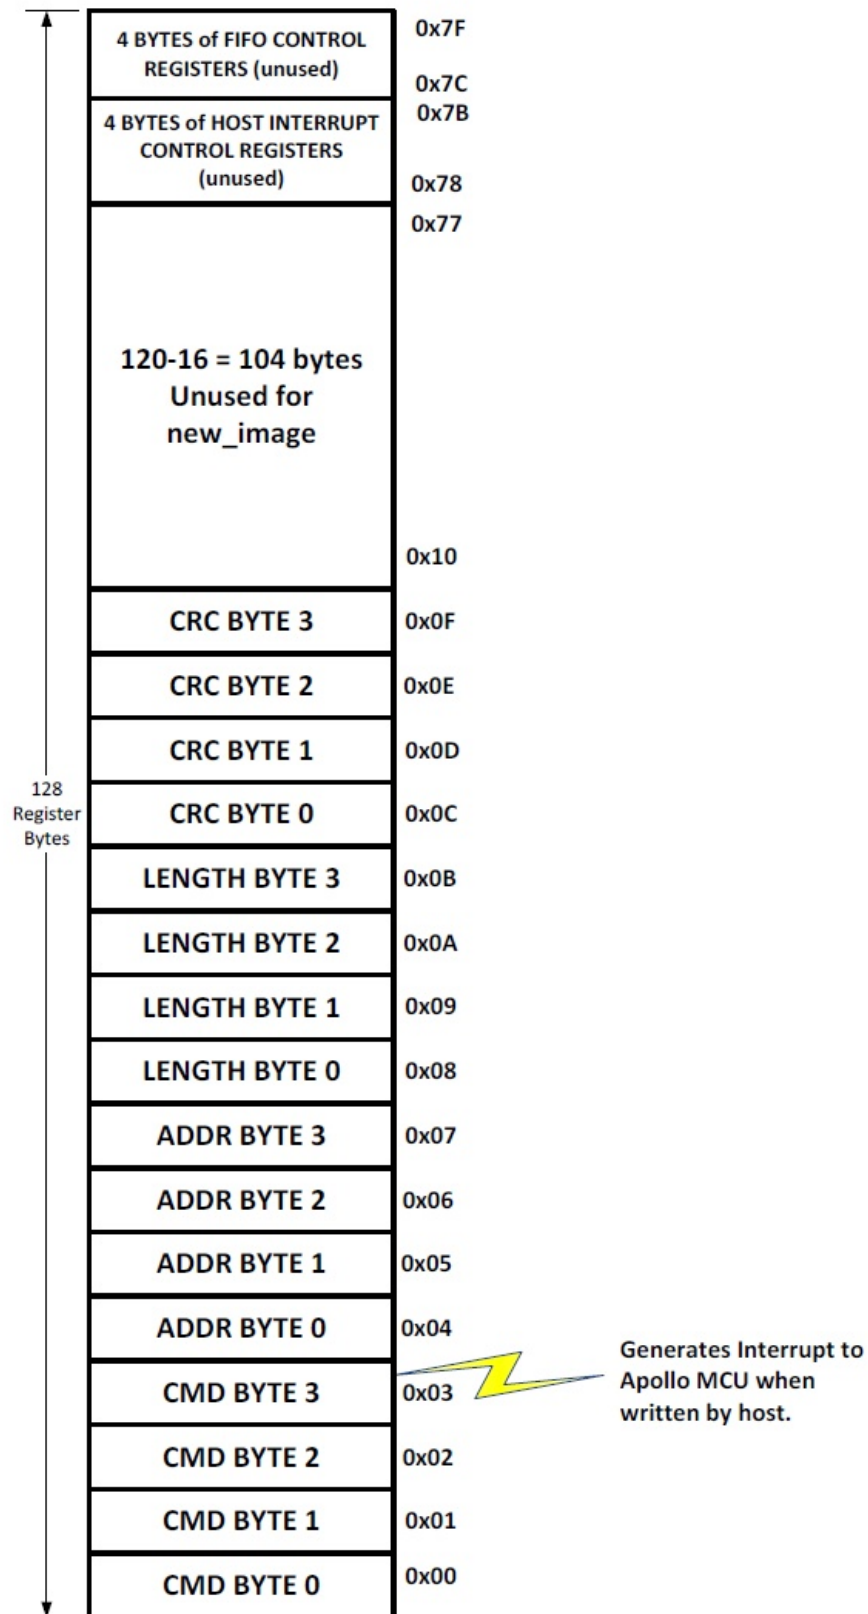 4 BYTES of FIFO CONTROL
REGISTERS (unused)
0x7F
0x7C
4 BYTES of HOST INTERRUPT
CONTROL REGISTERS
(unused)
0x7B
0x78
0x77
120-16 = 104 bytes
Unused for
new_image
0x10
CRC BYTE 3 0x0F
CRC BYTE 2 0x0E
CRC BYTE 1 0x0D
128
Register
Bytes
CRC BYTE 0 0x0C
LENGTH BYTE 3 0x0B
LENGTH BYTE 2 0x0A
LENGTH BYTE 1 0x09
LENGTH BYTE 0 0x08
ADDR BYTE 3 0x07
ADDR BYTE 2 0x06
ADDR BYTE 1 0x05
ADDR BYTE 0 0x04
CMD BYTE 3 0x03
Generates Interrupt to
Apollo MCU when
written by host.
CMD BYTE 2 0x02
CMD BYTE 1 0x01
CMD BYTE 0 0x00